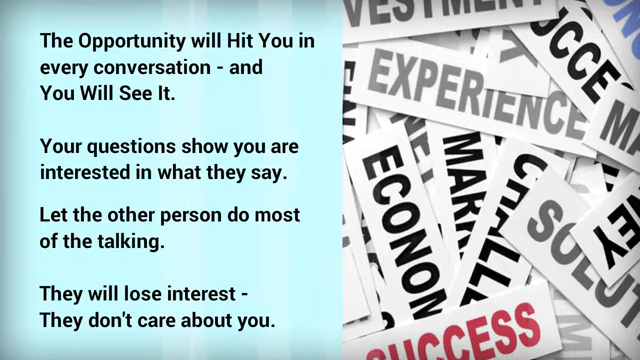 The Opportunity will Hit You in
every conversation - and
You Will See It.
Your questions show you are
interested in what they say.
Let the other person do most
of the talking.
They will lose interest -
They don't care about you.
EXPERIENCE
SUCCESS